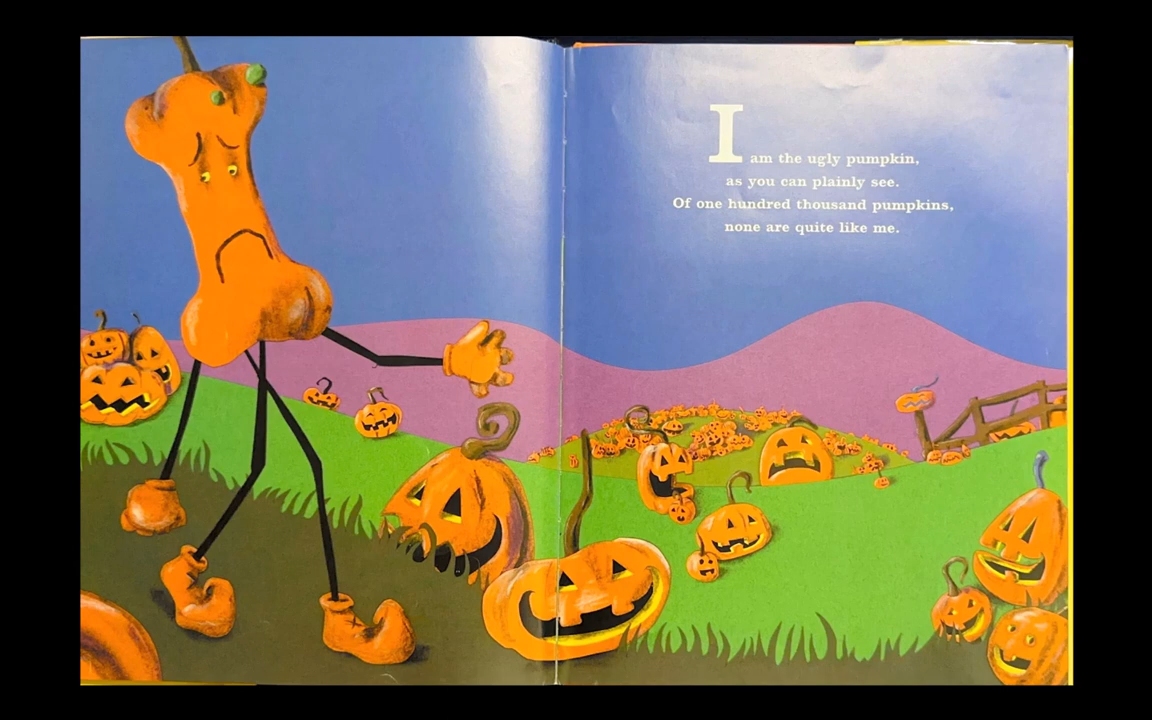 I am the ugly pumpkin,
as you can plainly see.
Of one hundred thousand pumpkins,
none are quite like me.